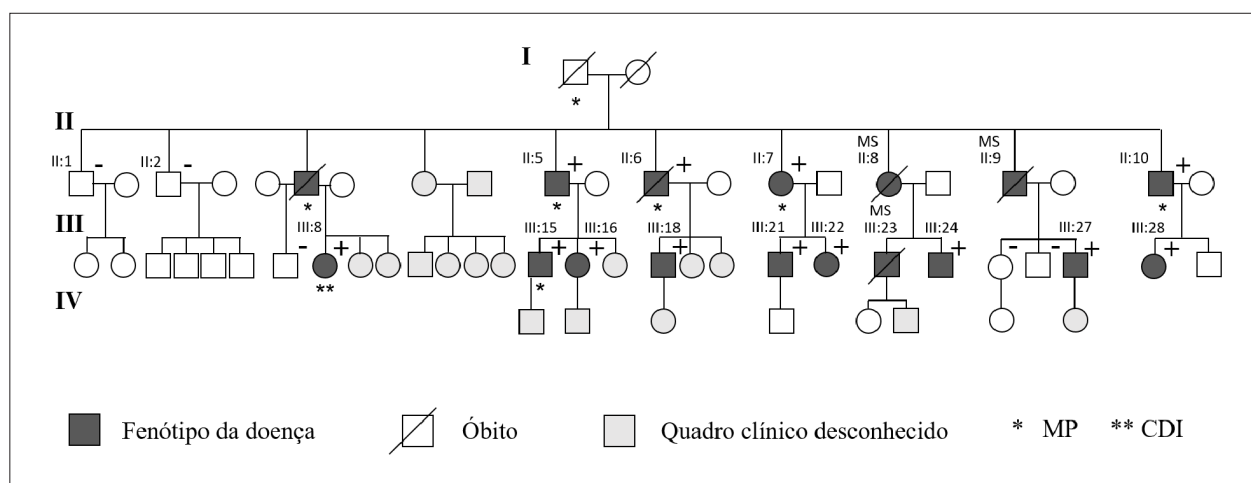 I
*
II
MS MS
II:1 - II:2 - II:5 + II:6 + II:7 + II:8 II:9 II:10 +
* * * * MS *
III
III:8 III:15 III:16 III:18 III:21 III:22 III:23 III:24 III:27 III:28
- + + + + + + + - - + +
** *
IV
Fenótipo da doença Óbito Quadro clínico desconhecido * MP ** CDI